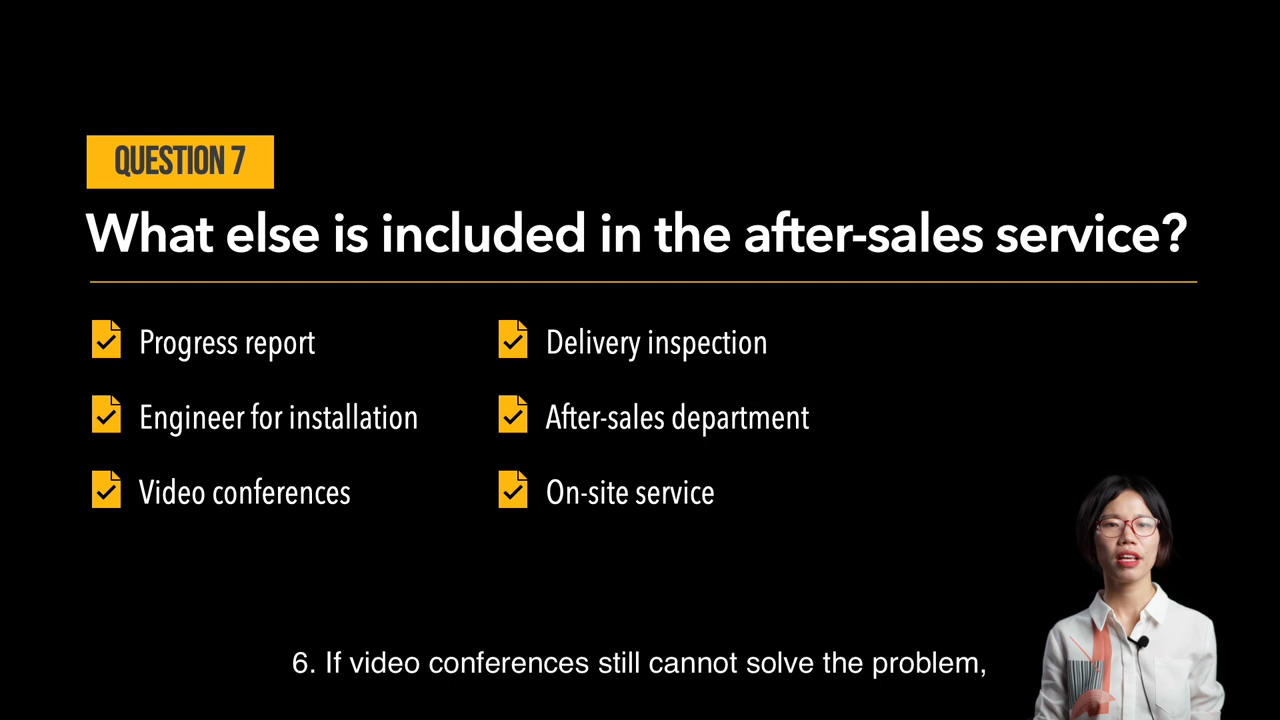 QUESTION 7
What else is included in the after-sales service?
Progress report
Delivery inspection
Engineer for installation
After-sales department
Video conferences
On-site service
6. If video conferences still cannot solve the problem,